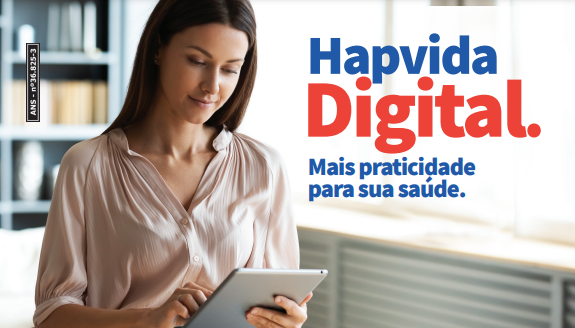 ANS - nº36.825-3
Hapvida
Digital.
Mais praticidade
para sua saúde.